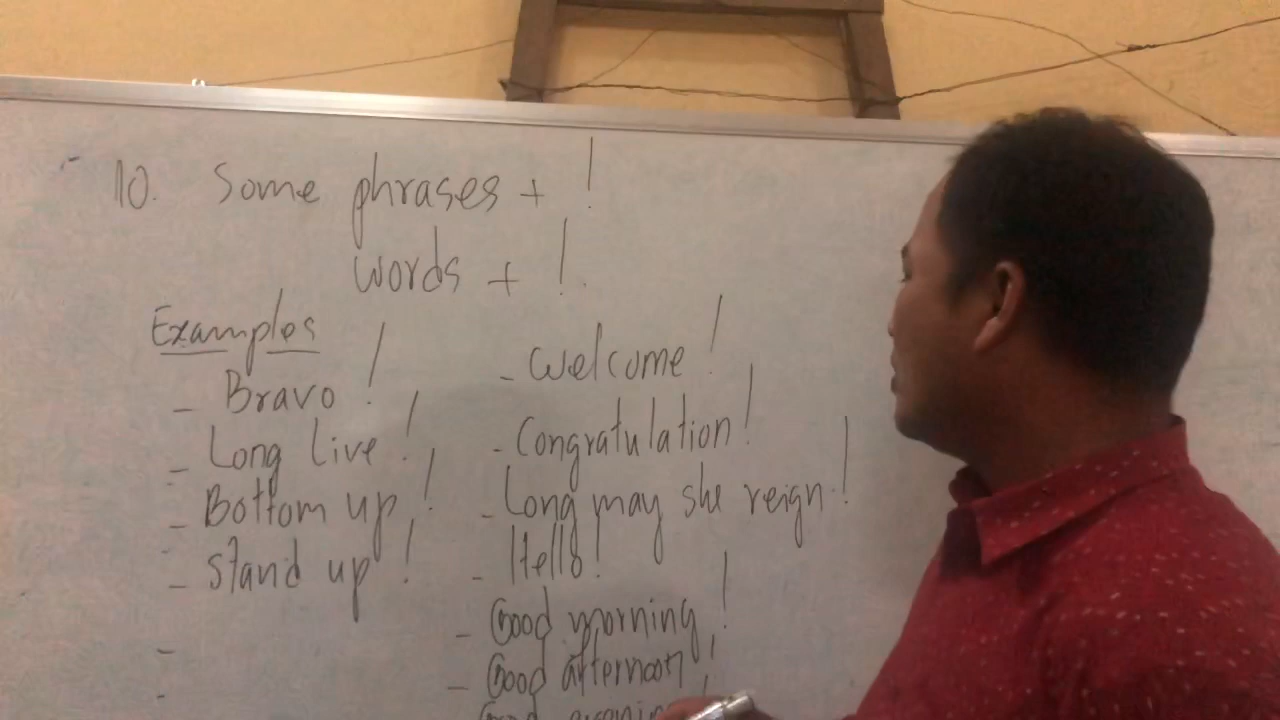 10. Some phrases + !
words + !.
Examples
- Bravo !
- Long live !
- Bottom up !
- Stand up !
-
-
- Welcome !
- Congratulation !
- Long may she reign !
- Hello !
- Good morning !
- Good afternoon !
Good